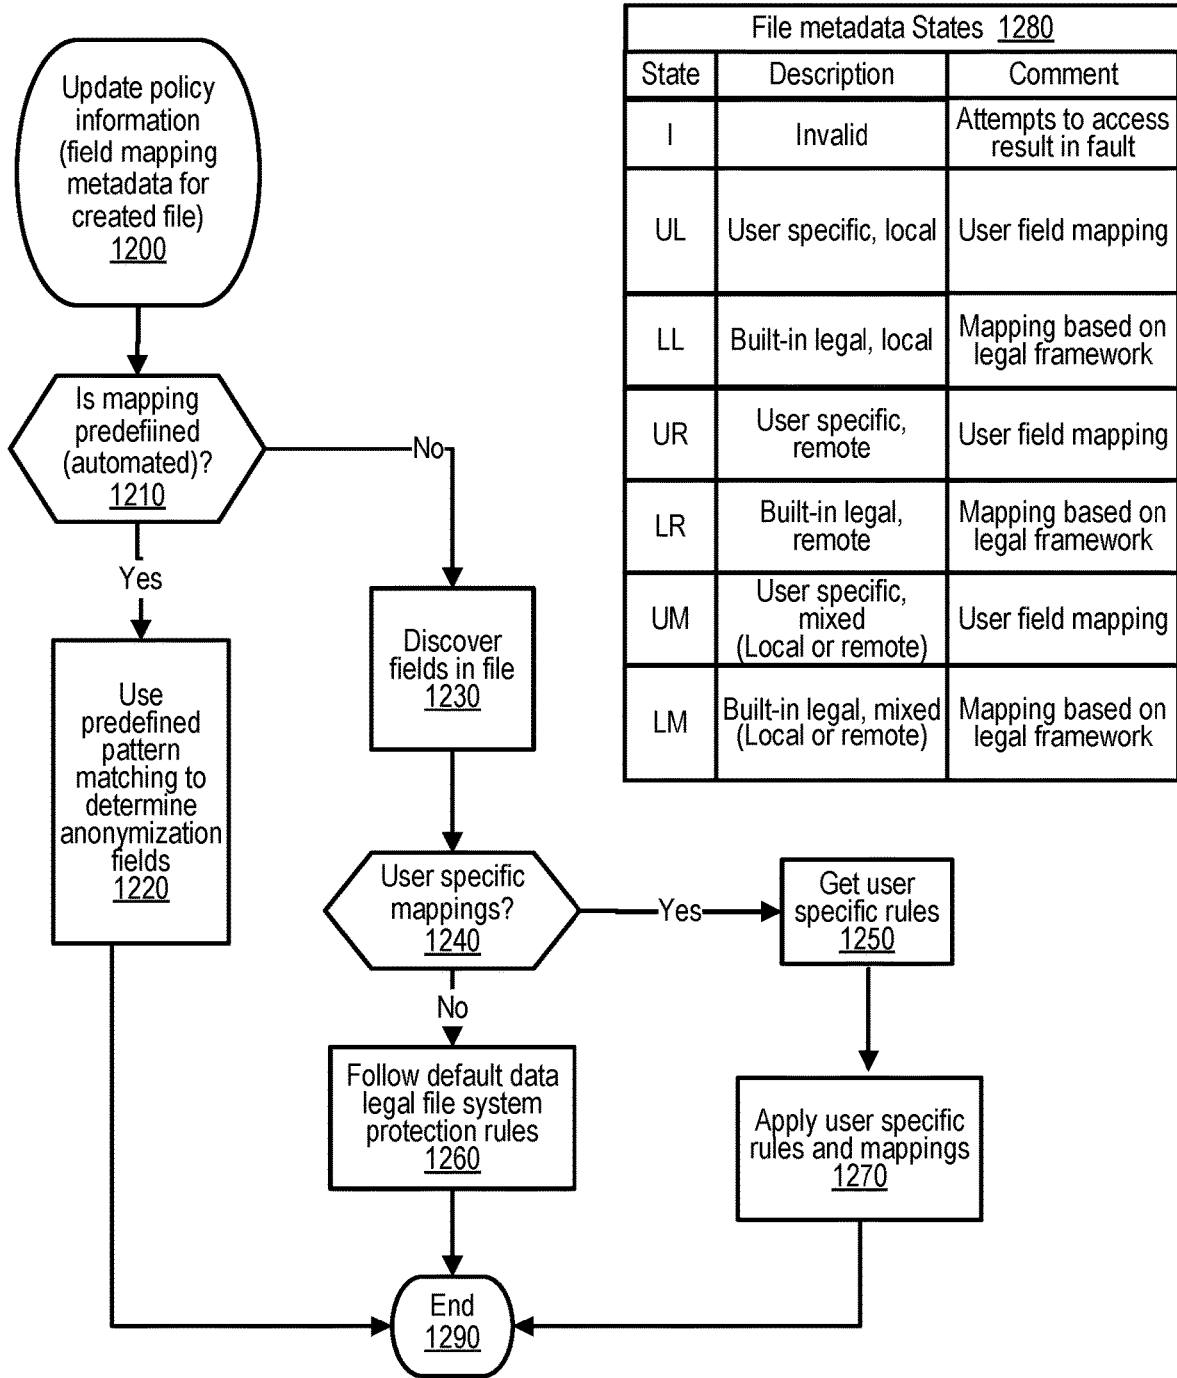 Update policy
information
(field mapping
metadata for
created file)
1200
Is mapping
predefiined
(automated)?
1210
No
Yes
Use
predefined
pattern
matching to
determine
anonymization
fields
1220
Discover
fields in file
1230
User specific
mappings?
1240
Yes
No
Get user
specific rules
1250
Follow default data
legal file system
protection rules
1260
Apply user specific
rules and mappings
1270
End
1290
File metadata States 1280
State Description Comment
I Invalid Attempts to access
result in fault
UL User specific, local User field mapping
LL Built-in legal, local Mapping based on
legal framework
UR User specific,
remote User field mapping
LR Built-in legal,
remote Mapping based on
legal framework
UM User specific,
mixed
(Local or remote) User field mapping
LM Built-in legal, mixed
(Local or remote) Mapping based on
legal framework